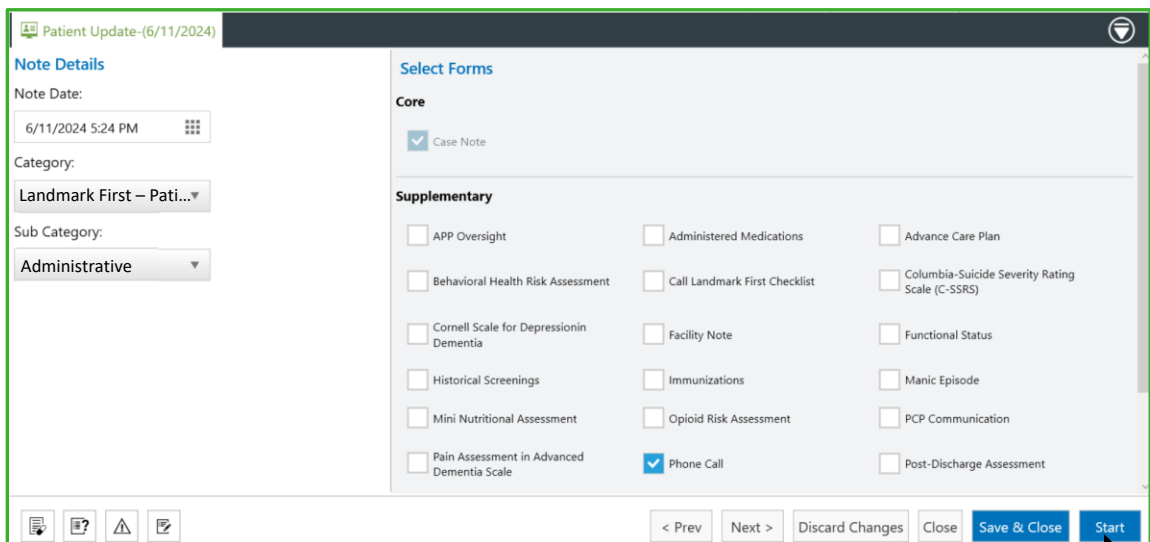 Patient Update-(6/11/2024)
Note Details
Note Date:
6/11/2024 5:24 PM
Category:
Landmark First – Pati...
Sub Category:
Administrative
Select Forms
Core
Case Note
Supplementary
APP Oversight
Administered Medications
Advance Care Plan
Behavioral Health Risk Assessment
Call Landmark First Checklist
Columbia-Suicide Severity Rating
Scale (C-SSRS)
Cornell Scale for Depressionin
Dementia
Facility Note
Functional Status
Historical Screenings
Immunizations
Manic Episode
Mini Nutritional Assessment
Opioid Risk Assessment
PCP Communication
Pain Assessment in Advanced
Dementia Scale
Phone Call
Post-Discharge Assessment
< Prev
Next >
Discard Changes
Close
Save & Close
Start